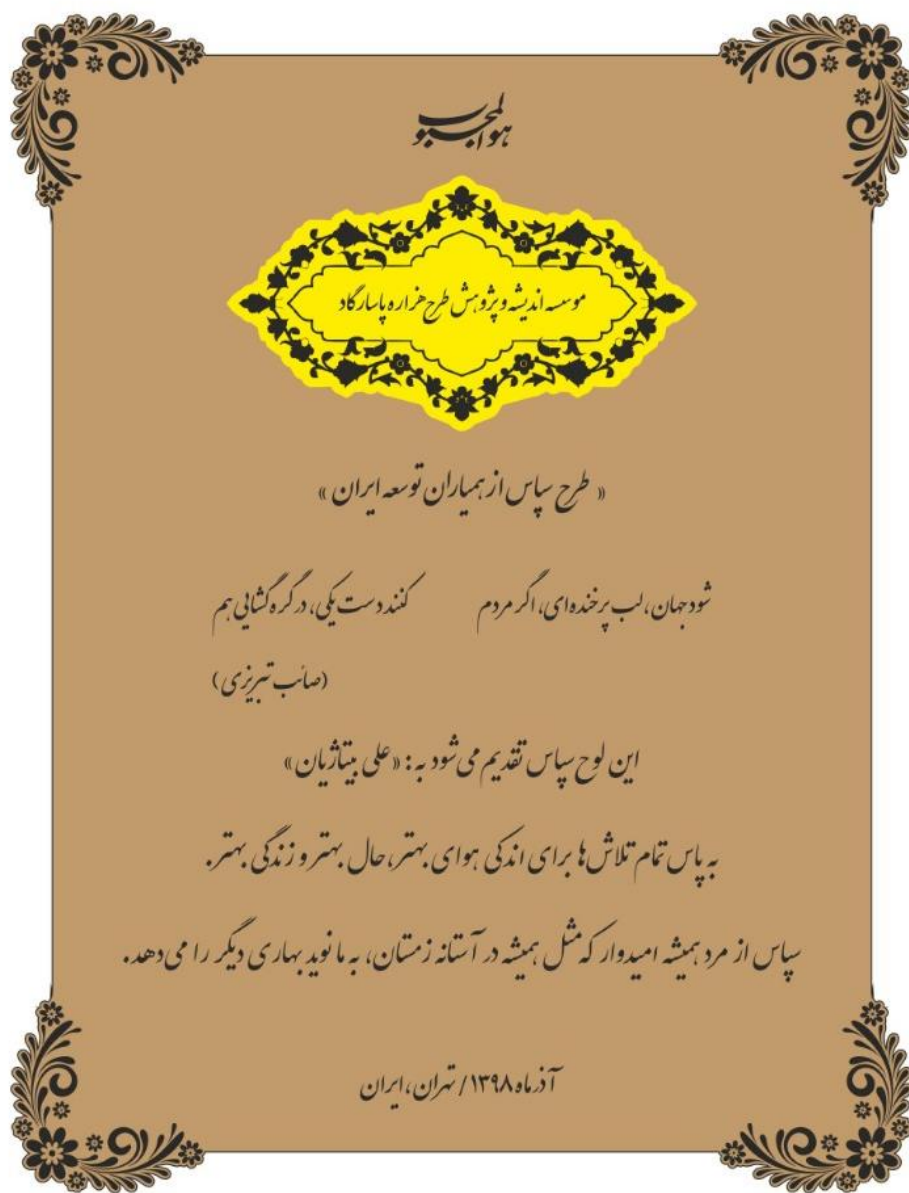 هوالمحبوب
موسسه اندیشه و پژوهش طرح هزاره پاسارگاد
« طرح سپاس از همیاران توسعه ایران »
شود جهان، لب پرخنده‌ای، اگر مردم کنند دست یکی، در گره گشایی هم
(صائب تبریزی)
این لوح سپاس تقدیم می‌شود به: «علی بیتاژیان»
به پاس تمام تلاش‌ها برای اندکی هوای بهتر، حال بهتر و زندگی بهتر.
سپاس از مرد همیشه امیدوار که مثل همیشه در آستانه زمستان، به ما نوید بهاری دیگر را می‌دهد.
آذر ماه ۱۳۹۸ / تهران، ایران